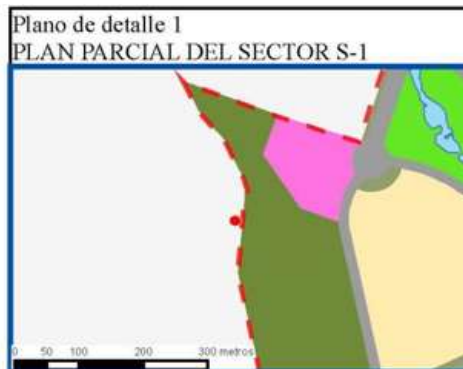 Plano de detalle 1
PLAN PARCIAL DEL SECTOR S-1
0 50 100 200 300 metros